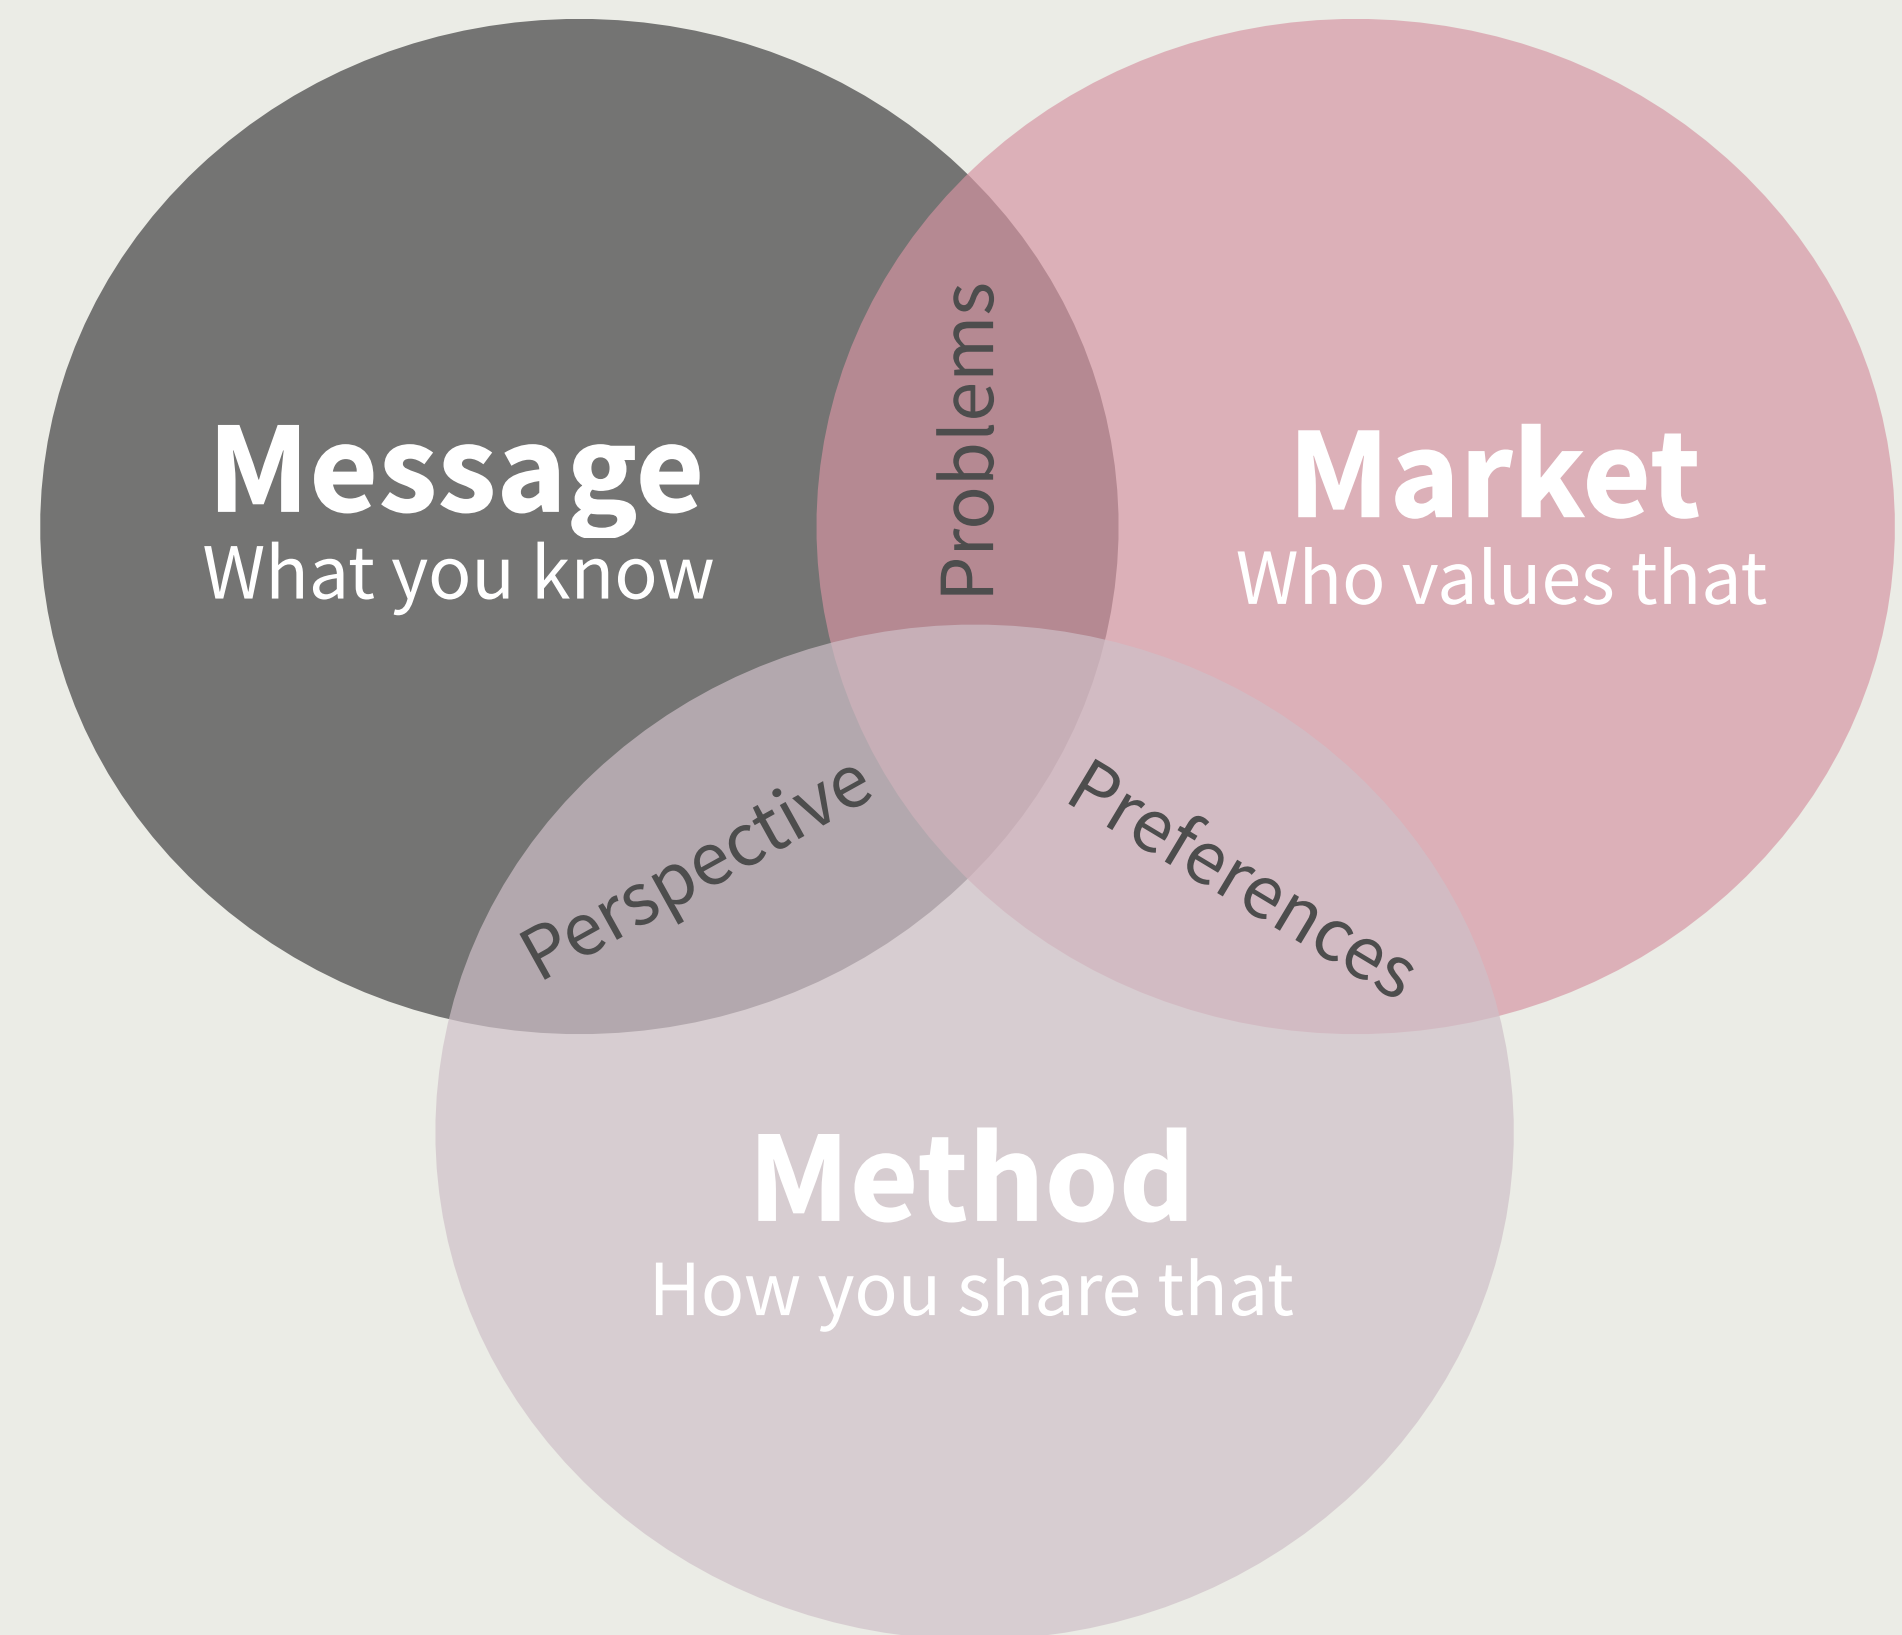 Message
What you know
Problems
Market
Who values that
Perspective
Preferences
Method
How you share that